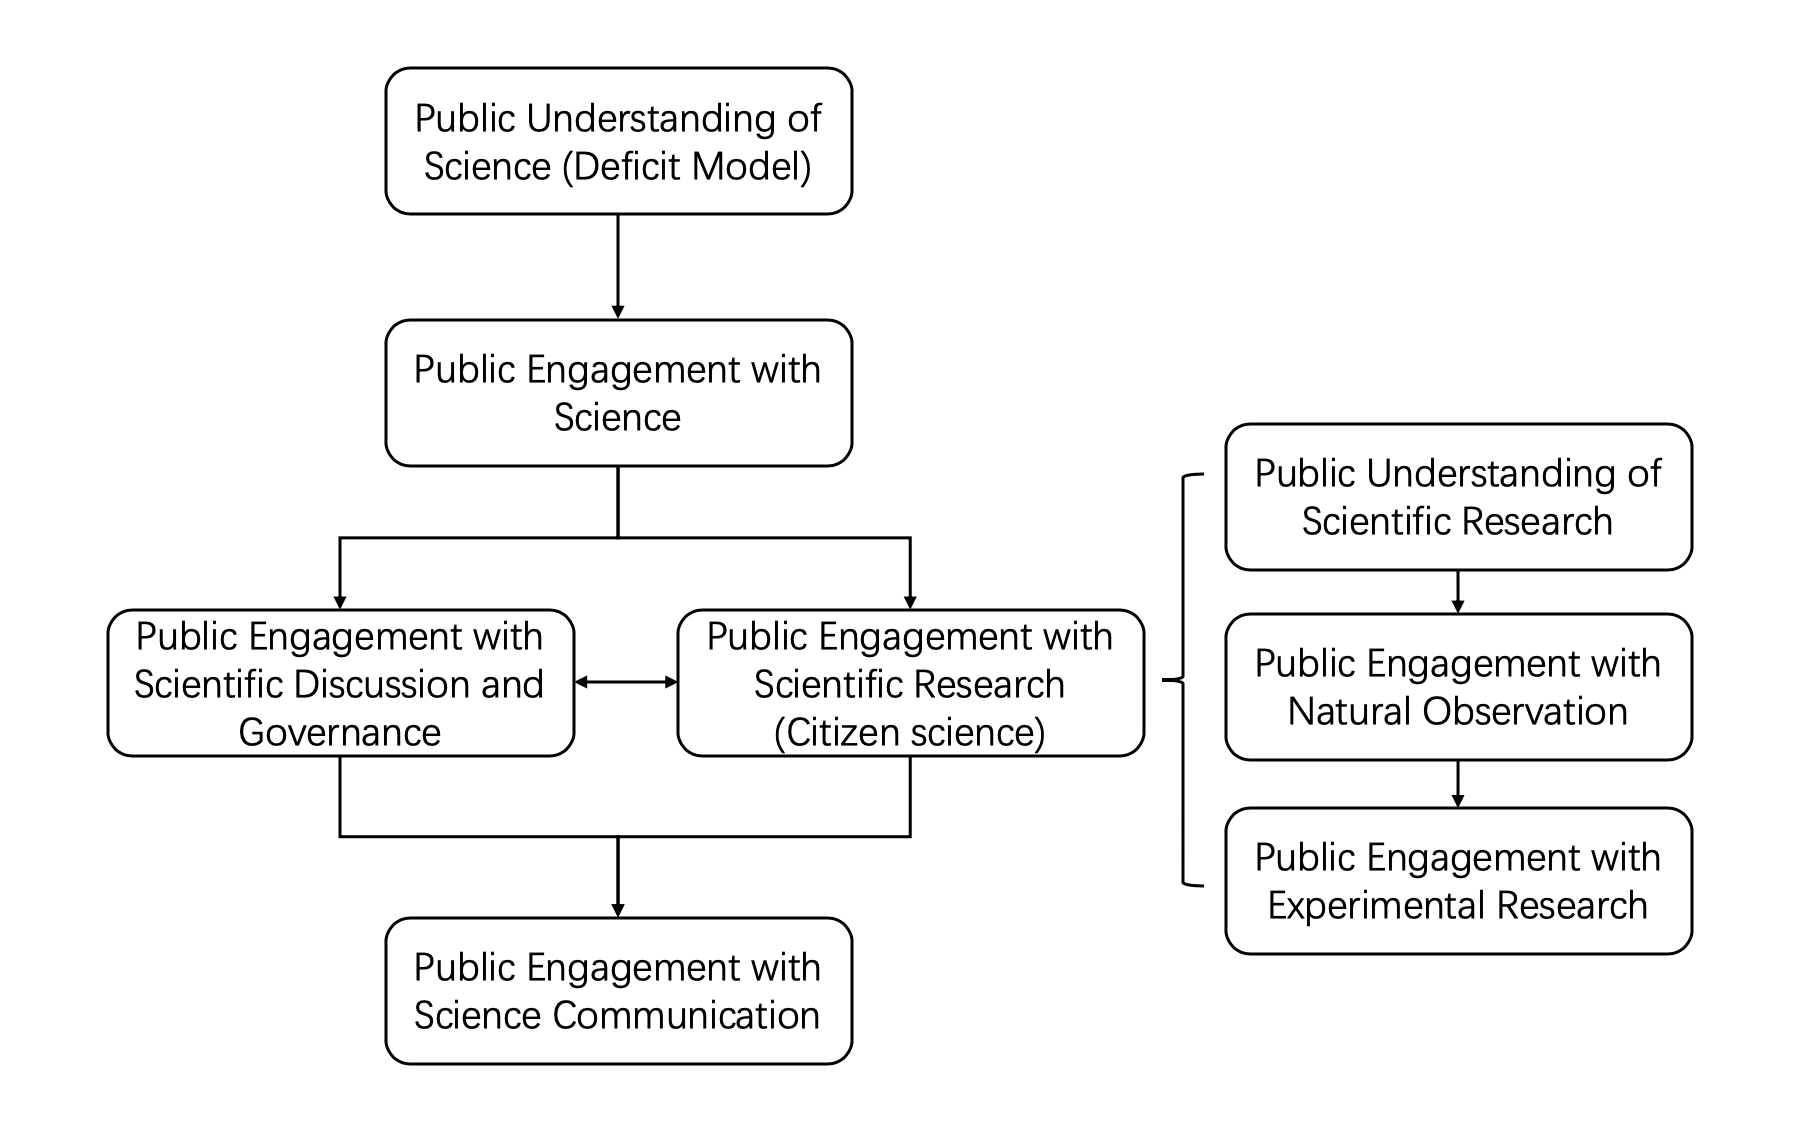 Public Understanding of
Science (Deficit Model)
Public Engagement with
Science
Public Engagement with
Scientific Discussion and
Governance
Public Engagement with
Scientific Research
(Citizen science)
Public Engagement with
Science Communication
Public Understanding of
Scientific Research
Public Engagement with
Natural Observation
Public Engagement with
Experimental Research